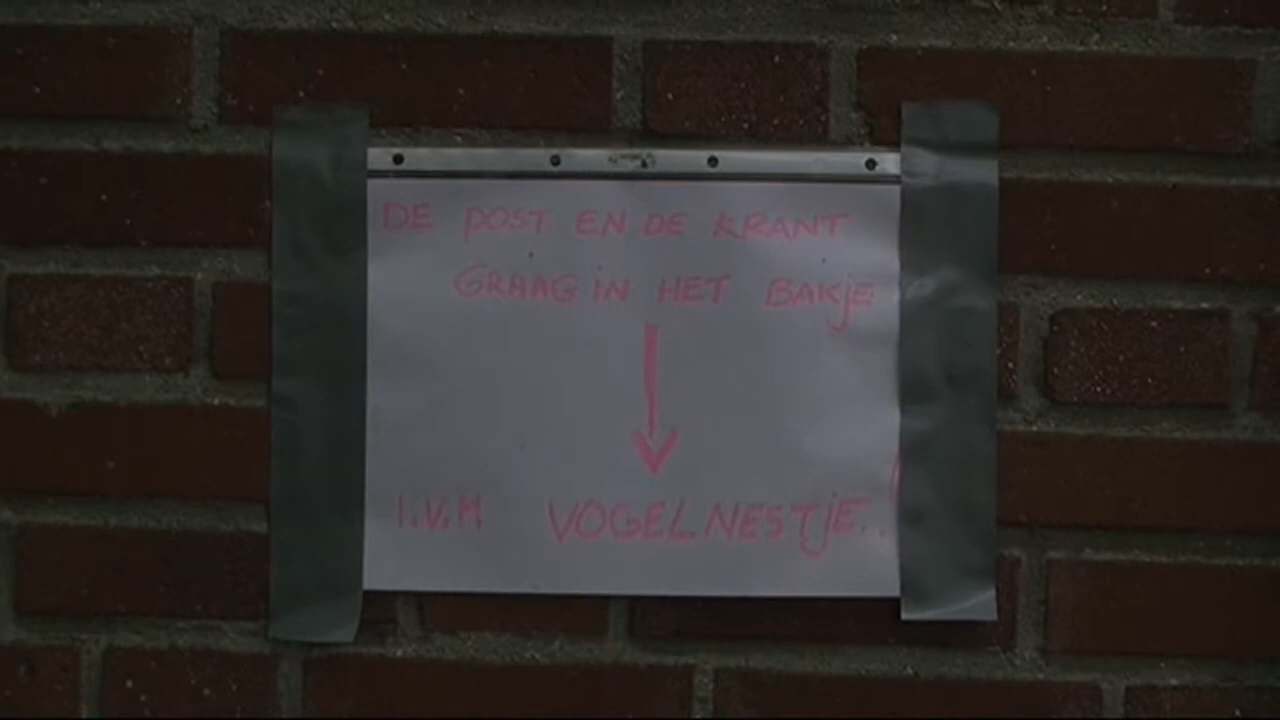 DE POST EN DE KRANT
GRAAG IN HET BAKJE
I.V.M VOGELNESTJE..